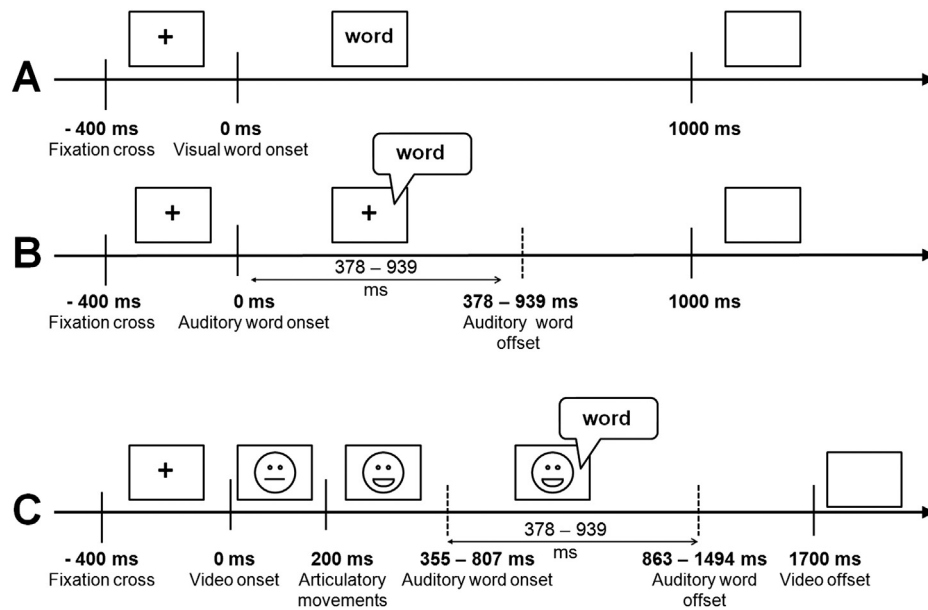 word
A
- 400 ms
0 ms
1000 ms
Fixation cross
Visual word onset
word
B
378 – 939
ms
- 400 ms
0 ms
378 – 939 ms
1000 ms
Fixation cross
Auditory word onset
Auditory word
offset
word
C
378 – 939
ms
- 400 ms
0 ms
200 ms
355 – 807 ms
863 – 1494 ms
1700 ms
Fixation cross
Video onset
Articulatory
movements
Auditory word onset
Auditory word
offset
Video offset